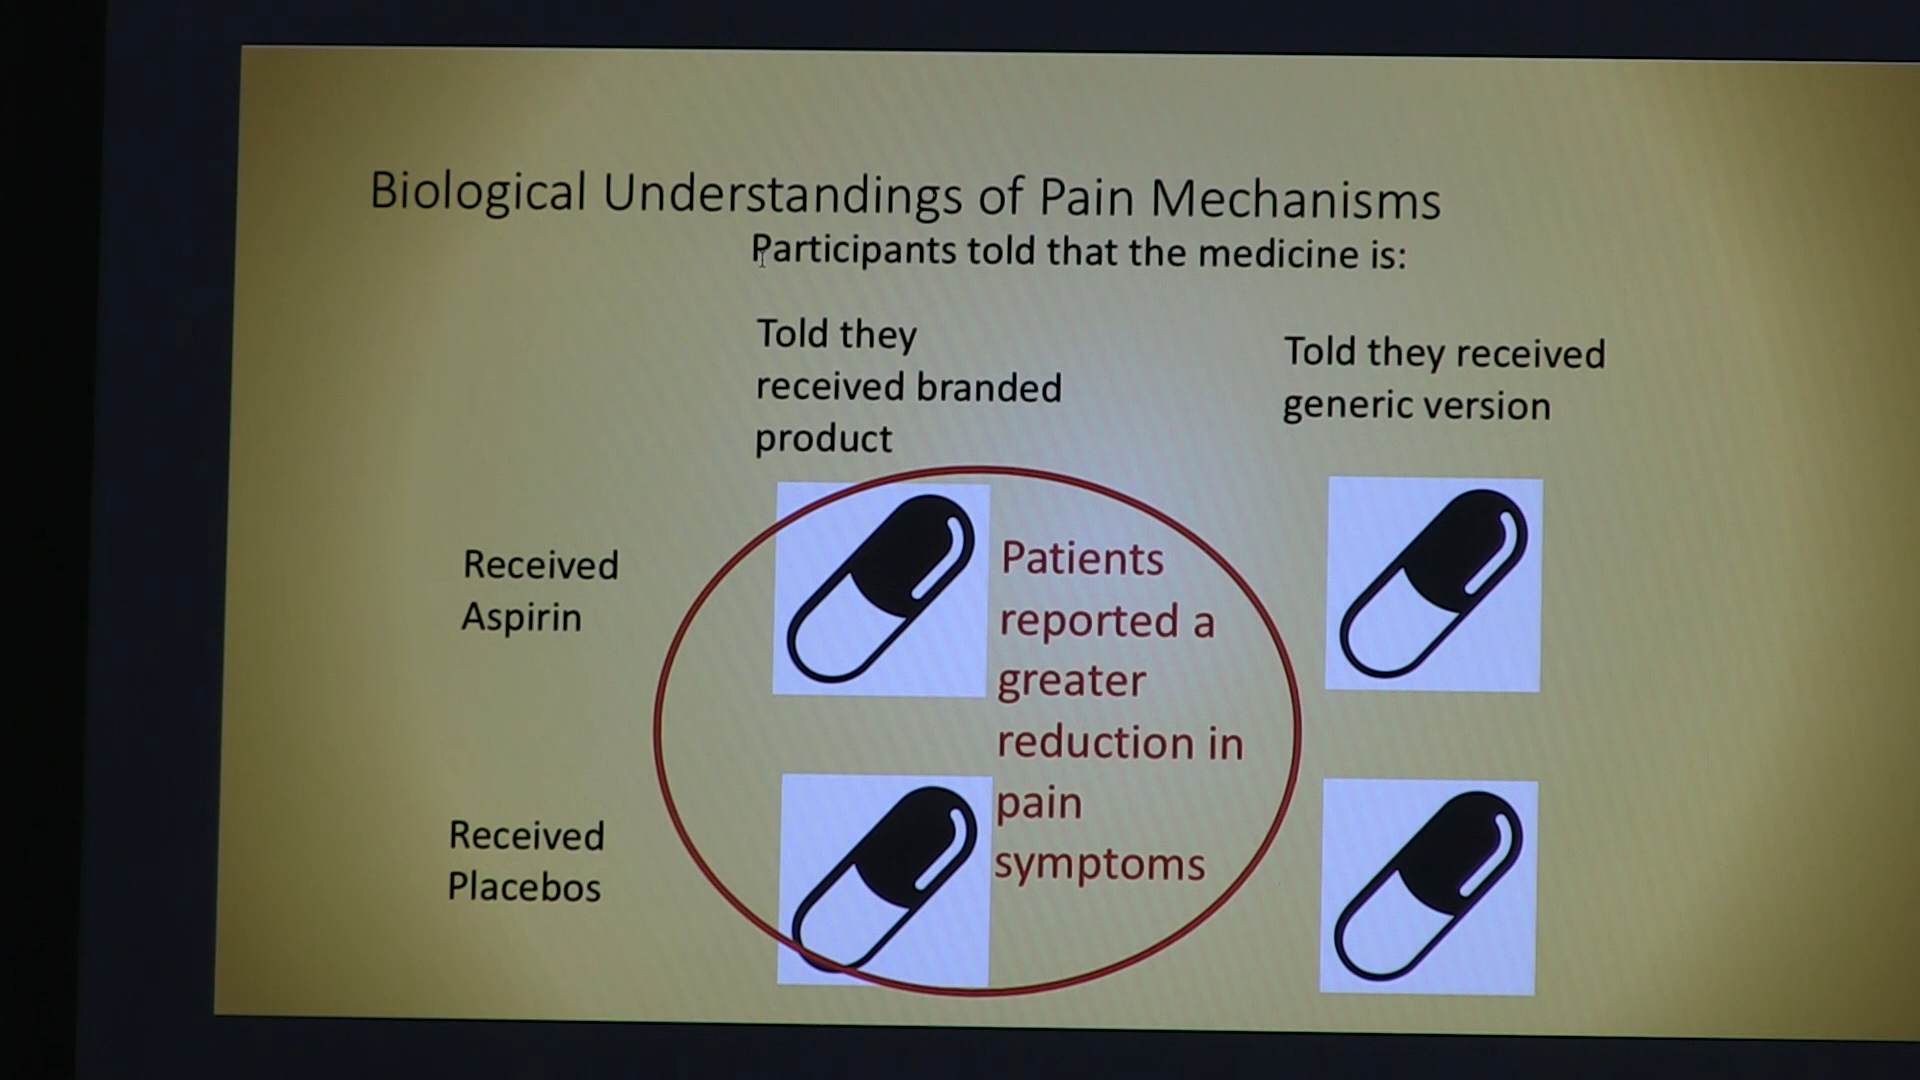 Biological Understandings of Pain Mechanisms
Participants told that the medicine is:
Told they
received branded
product
Told they received
generic version
Received
Aspirin
Patients
reported a
greater
reduction in
pain
symptoms
Received
Placebos